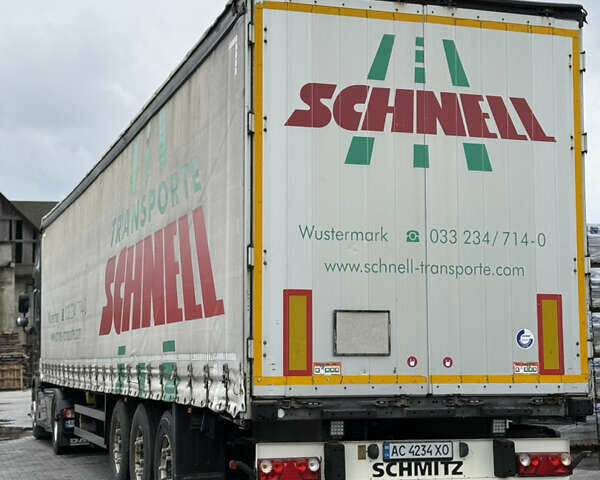 SCHNELL
Wustermark ☎ 033 234/714-0
www.schnell-transporte.com
TRANSPORTE
SCHNELL
AC 4234 XO
SCHMITZ